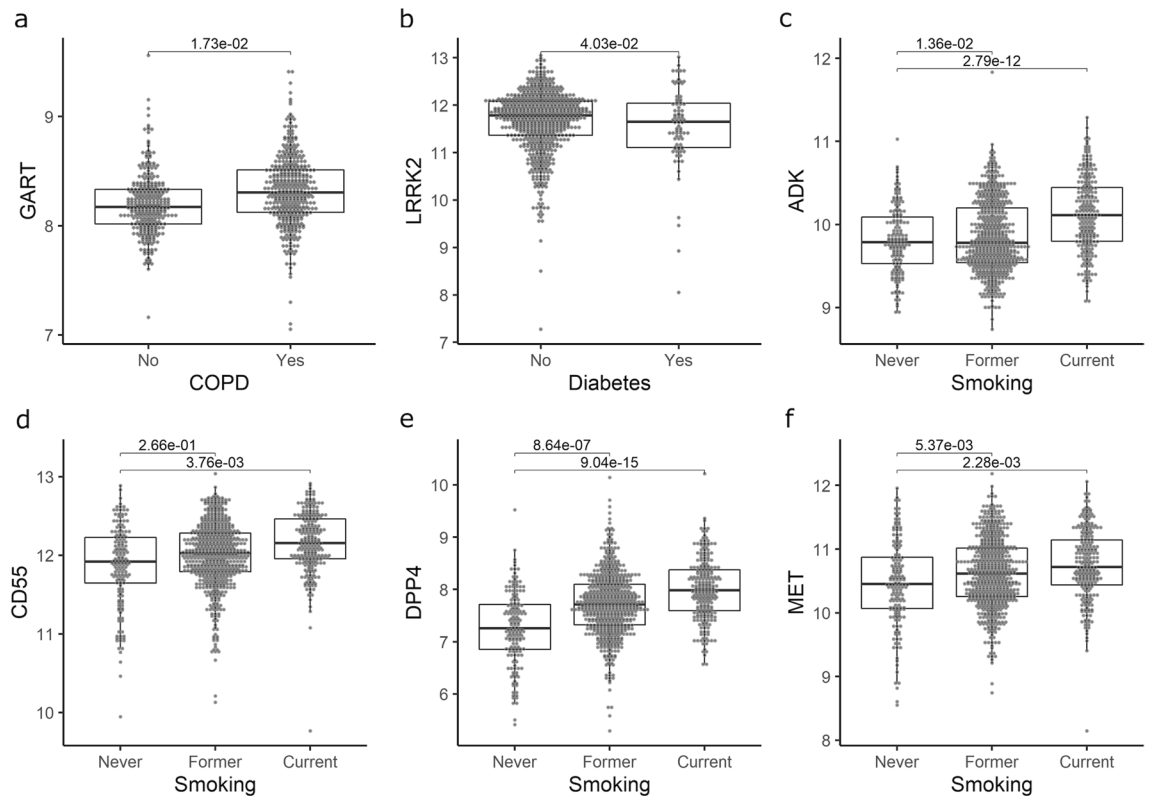 a
1.73e-02
GART
9
8
7
No Yes
COPD
b
4.03e-02
LRRK2
13
12
11
10
9
8
7
No Yes
Diabetes
c
1.36e-02
2.79e-12
ADK
12
11
10
9
Never Former Current
Smoking
d
2.66e-01
3.76e-03
CD55
13
12
11
10
Never Former Current
Smoking
e
8.64e-07
9.04e-15
DPP4
10
9
8
7
6
Never Former Current
Smoking
f
5.37e-03
2.28e-03
MET
12
11
10
9
8
Never Former Current
Smoking